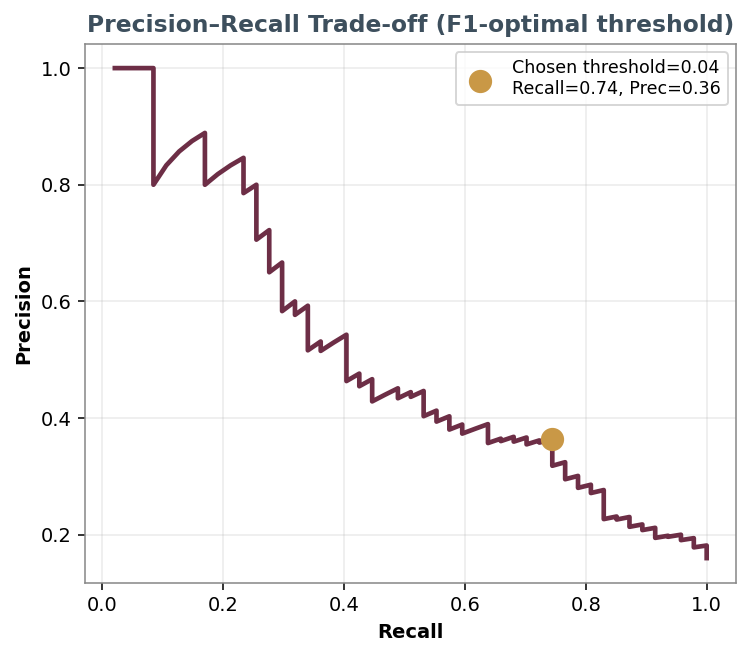 Precision–Recall Trade-off (F1-optimal threshold)
Chosen threshold=0.04
Recall=0.74, Prec=0.36
1.0
0.8
0.6
0.4
0.2
Precision
0.0 0.2 0.4 0.6 0.8 1.0
Recall